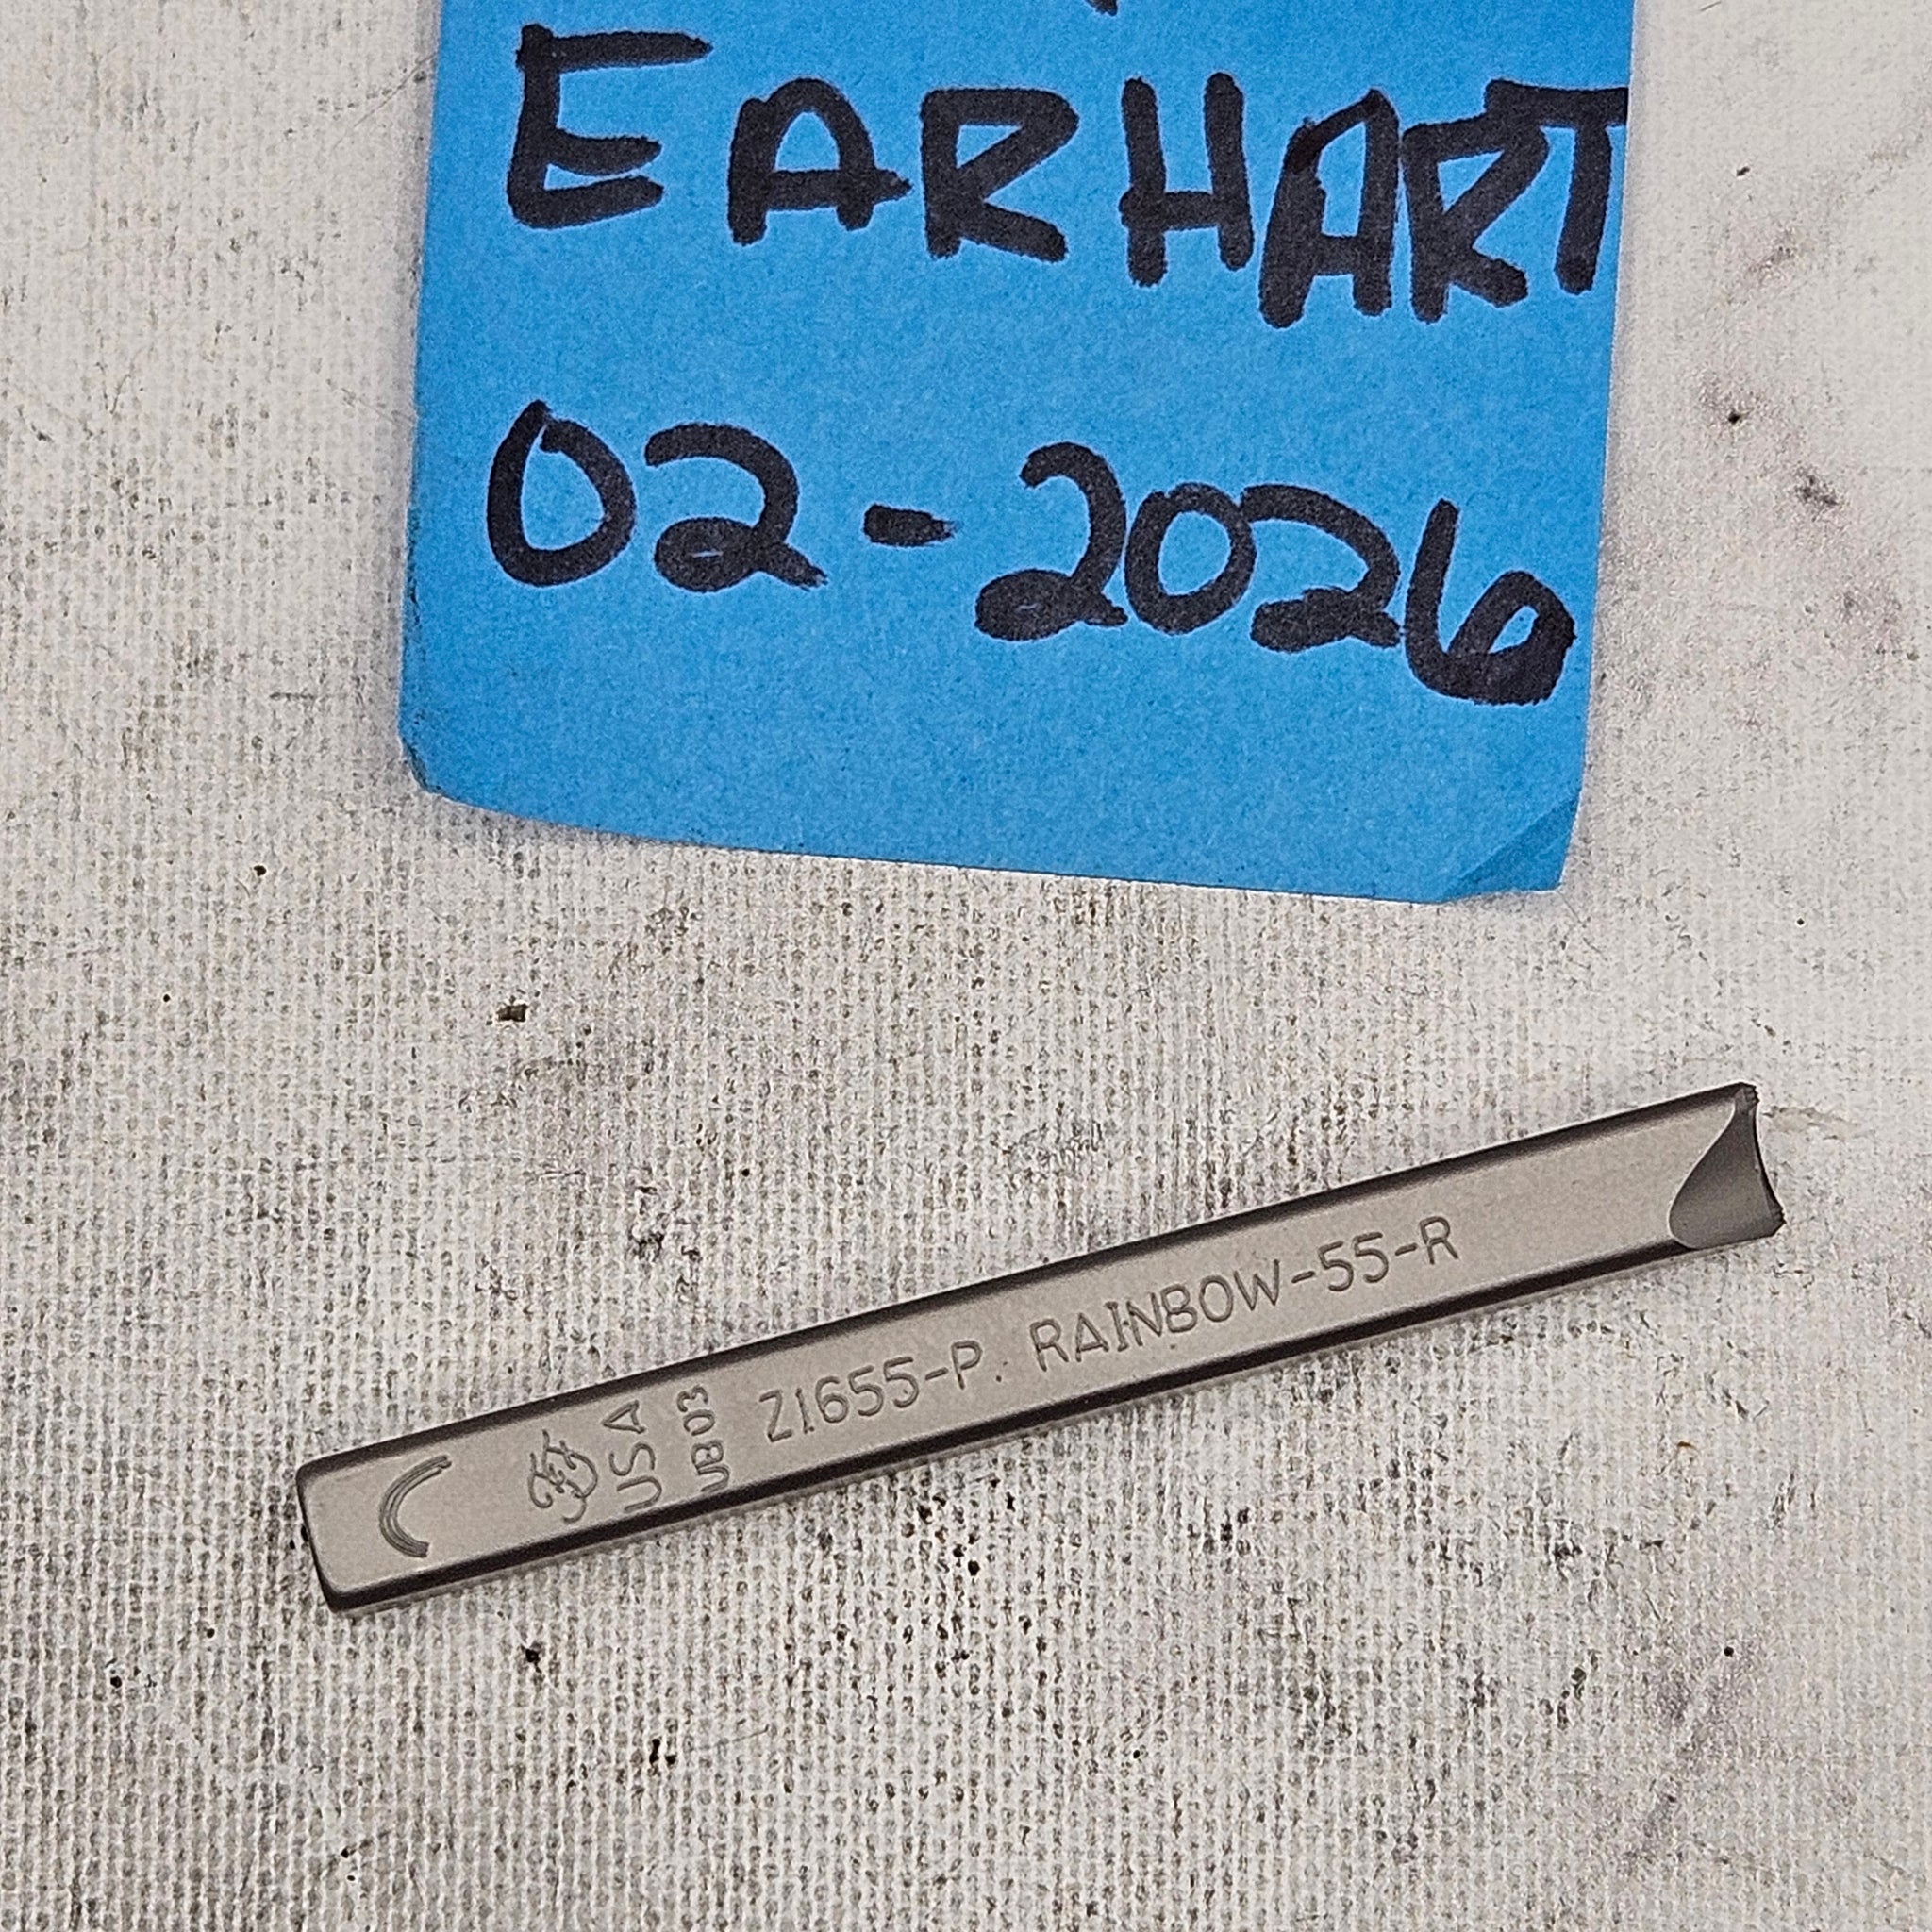 EARHART
02-2026
USA
UB03
Z1655-P. RAINBOW-55-R